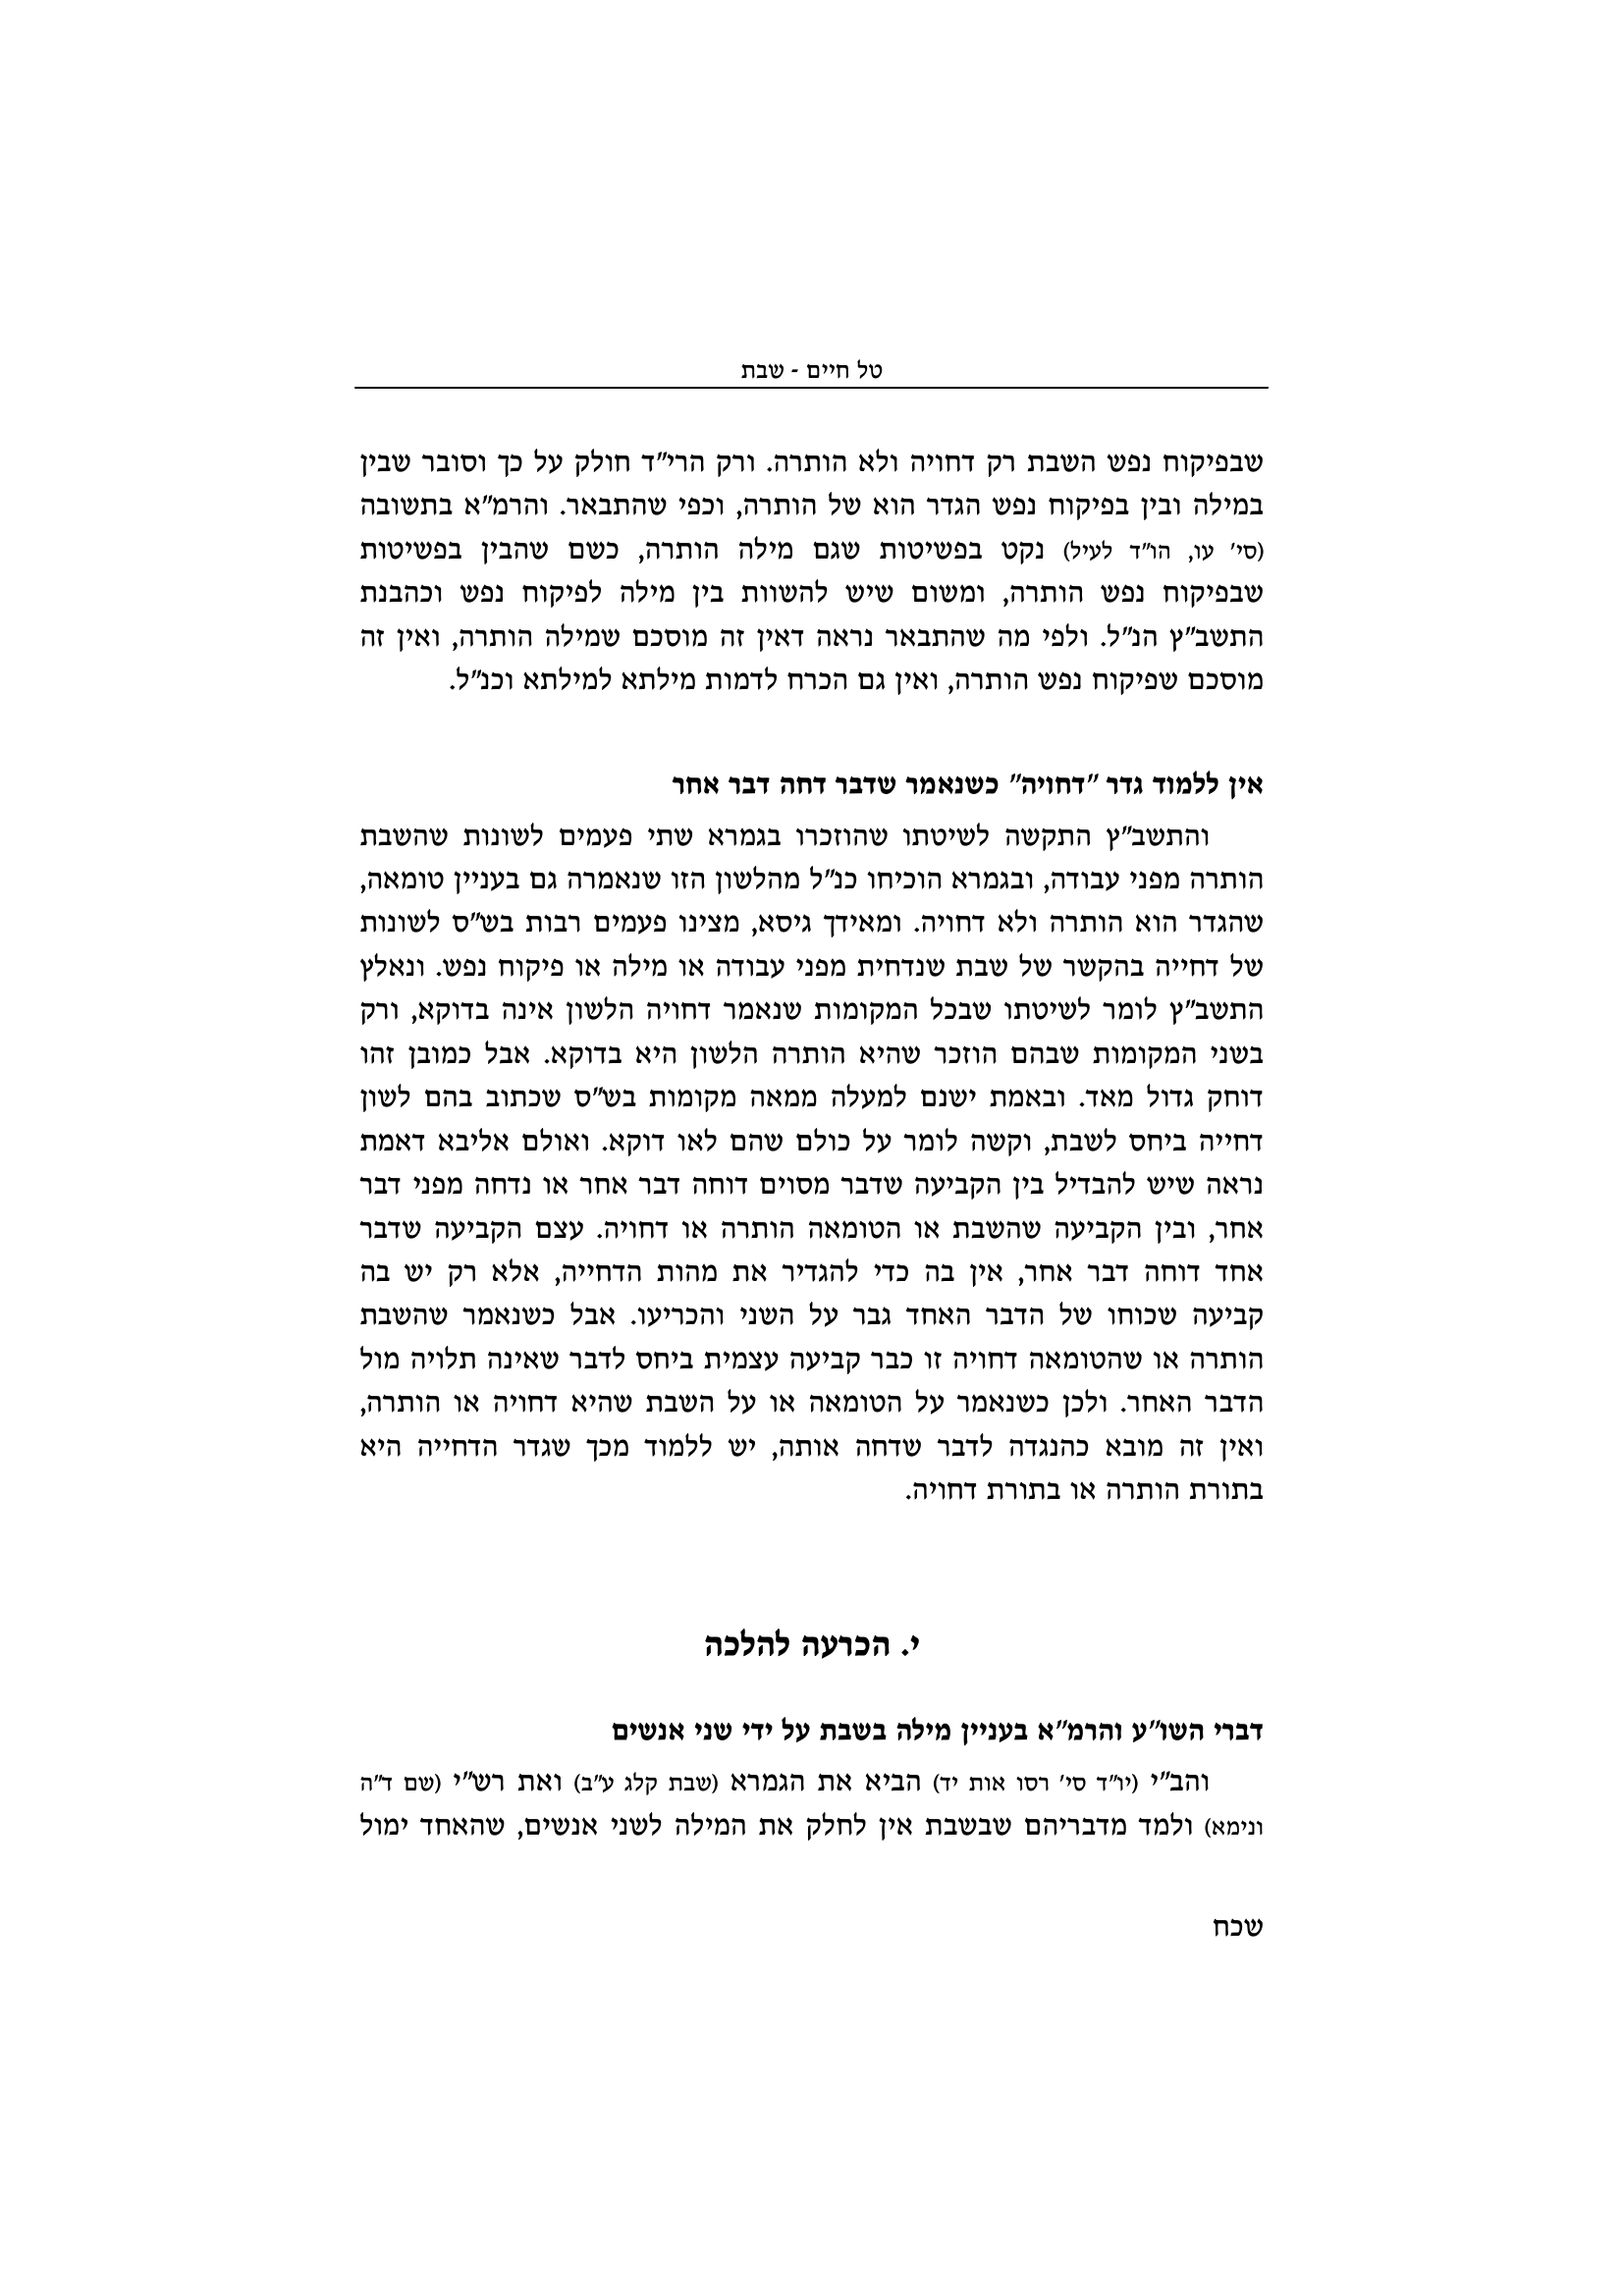 טל חיים - שבת
שבפיקוח נפש השבת רק דחויה ולא הותרה. ורק הרי"ד חולק על כך וסובר שבין
במילה ובין בפיקוח נפש הגדר הוא של הותרה, וכפי שהתבאר. והרמ"א בתשובה
(סי' עו, הו"ד לעיל) נקט בפשיטות שגם מילה הותרה, כשם שהבין בפשיטות
שבפיקוח נפש הותרה, ומשום שיש להשוות בין מילה לפיקוח נפש וכהבנת
התשב"ץ הנ"ל. ולפי מה שהתבאר נראה דאין זה מוסכם שמילה הותרה, ואין זה
מוסכם שפיקוח נפש הותרה, ואין גם הכרח לדמות מילתא למילתא וכנ"ל.
אין ללמוד גדר "דחויה" כשנאמר שדבר דחה דבר אחר
והתשב"ץ התקשה לשיטתו שהוזכרו בגמרא שתי פעמים לשונות שהשבת
הותרה מפני עבודה, ובגמרא הוכיחו כנ"ל מהלשון הזו שנאמרה גם בעניין טומאה,
שהגדר הוא הותרה ולא דחויה. ומאידך גיסא, מצינו פעמים רבות בש"ס לשונות
של דחייה בהקשר של שבת שנדחית מפני עבודה או מילה או פיקוח נפש. ונאלץ
התשב"ץ לומר לשיטתו שבכל המקומות שנאמר דחויה הלשון אינה בדוקא, ורק
בשני המקומות שבהם הוזכר שהיא הותרה הלשון היא בדוקא. אבל כמובן זהו
דוחק גדול מאד. ובאמת ישנם למעלה ממאה מקומות בש"ס שכתוב בהם לשון
דחייה ביחס לשבת, וקשה לומר על כולם שהם לאו דוקא. ואולם אליבא דאמת
נראה שיש להבדיל בין הקביעה שדבר מסוים דוחה דבר אחר או נדחה מפני דבר
אחר, ובין הקביעה שהשבת או הטומאה הותרה או דחויה. עצם הקביעה שדבר
אחד דוחה דבר אחר, אין בה כדי להגדיר את מהות הדחייה, אלא רק יש בה
קביעה שכוחו של הדבר האחד גבר על השני והכריעו. אבל כשנאמר שהשבת
הותרה או שהטומאה דחויה זו כבר קביעה עצמית ביחס לדבר שאינה תלויה מול
הדבר האחר. ולכן כשנאמר על הטומאה או על השבת שהיא דחויה או הותרה,
ואין זה מובא כהנגדה לדבר שדחה אותה, יש ללמוד מכך שגדר הדחייה היא
בתורת הותרה או בתורת דחויה.
י. הכרעה להלכה
דברי השו"ע והרמ"א בעניין מילה בשבת על ידי שני אנשים
והב"י (יו"ד סי' רסו אות יד) הביא את הגמרא (שבת קלג ע"ב) ואת רש"י (שם ד"ה
ונימא) ולמד מדבריהם שבשבת אין לחלק את המילה לשני אנשים, שהאחד ימול
שכח